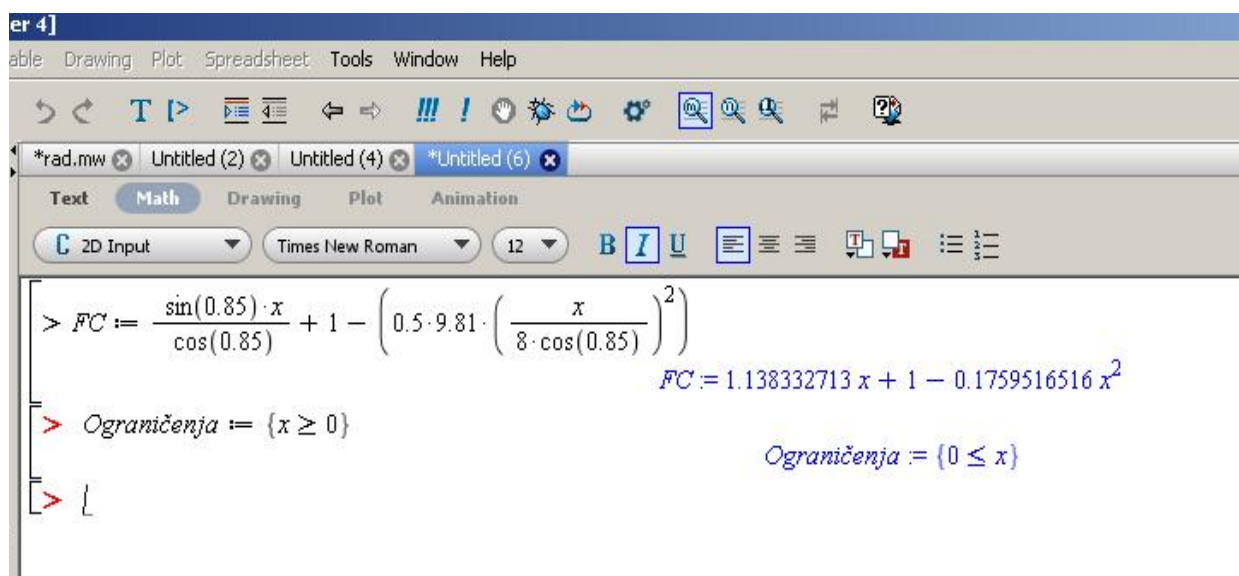 er 4]
able Drawing Plot Spreadsheet Tools Window Help
*rad.mw Untitled (2) Untitled (4) *Untitled (6)
Text Math Drawing Plot Animation
C 2D Input Times New Roman 12 B I U
> FC := sin(0.85)·x / cos(0.85) + 1 − (0.5·9.81·(x / 8·cos(0.85))^2)
FC := 1.138332713 x + 1 − 0.1759516516 x^2
> Ograničenja := {x ≥ 0}
Ograničenja := {0 ≤ x}
>